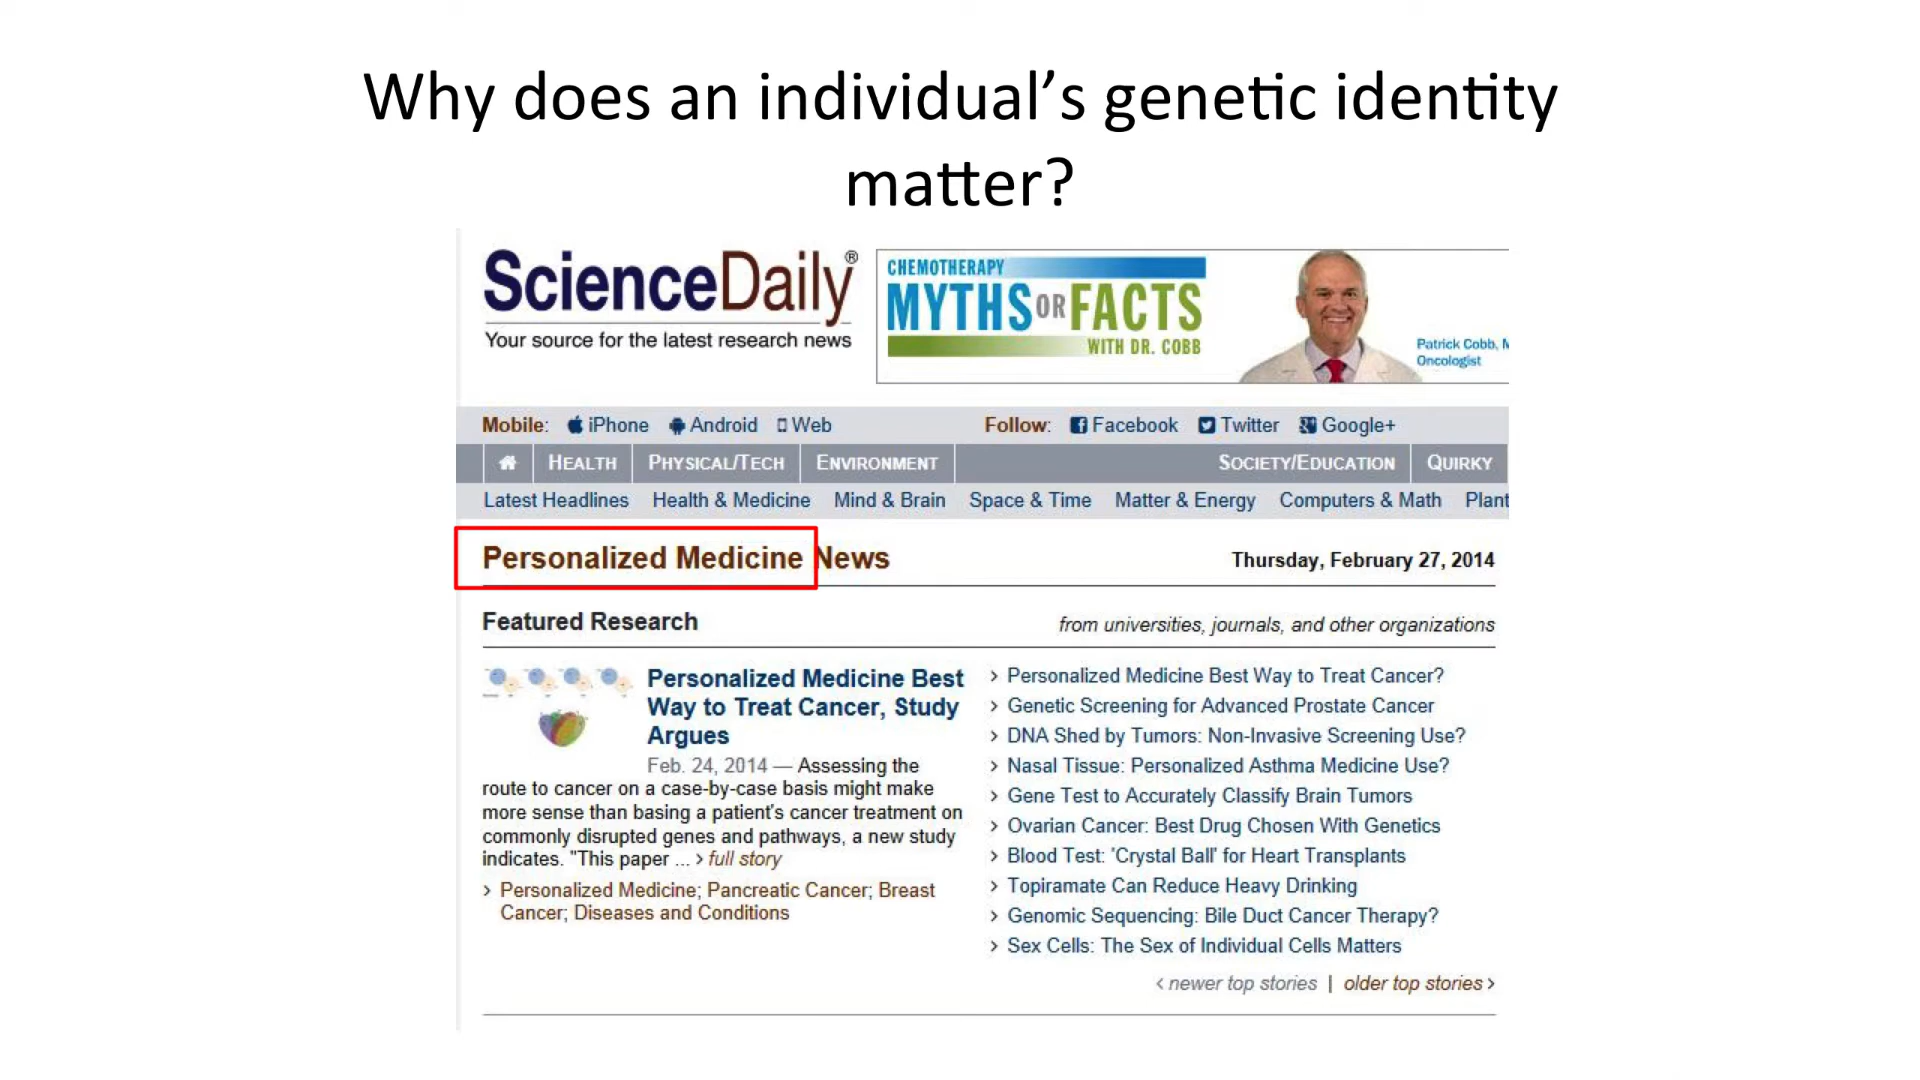 Why does an individual’s genetic identity
matter?
ScienceDaily®
Your source for the latest research news
CHEMOTHERAPY
MYTHS OR FACTS
WITH DR. COBB
Patrick Cobb, M
Oncologist
Mobile: iPhone Android Web
Follow: Facebook Twitter Google+
HEALTH PHYSICAL/TECH ENVIRONMENT SOCIETY/EDUCATION QUIRKY
Latest Headlines Health & Medicine Mind & Brain Space & Time Matter & Energy Computers & Math Plant
Personalized Medicine News
Thursday, February 27, 2014
Featured Research
from universities, journals, and other organizations
Personalized Medicine Best
Way to Treat Cancer, Study
Argues
Feb. 24, 2014 — Assessing the
route to cancer on a case-by-case basis might make
more sense than basing a patient's cancer treatment on
commonly disrupted genes and pathways, a new study
indicates. "This paper ... > full story
> Personalized Medicine; Pancreatic Cancer; Breast
Cancer; Diseases and Conditions
> Personalized Medicine Best Way to Treat Cancer?
> Genetic Screening for Advanced Prostate Cancer
> DNA Shed by Tumors: Non-Invasive Screening Use?
> Nasal Tissue: Personalized Asthma Medicine Use?
> Gene Test to Accurately Classify Brain Tumors
> Ovarian Cancer: Best Drug Chosen With Genetics
> Blood Test: 'Crystal Ball' for Heart Transplants
> Topiramate Can Reduce Heavy Drinking
> Genomic Sequencing: Bile Duct Cancer Therapy?
> Sex Cells: The Sex of Individual Cells Matters
< newer top stories | older top stories >